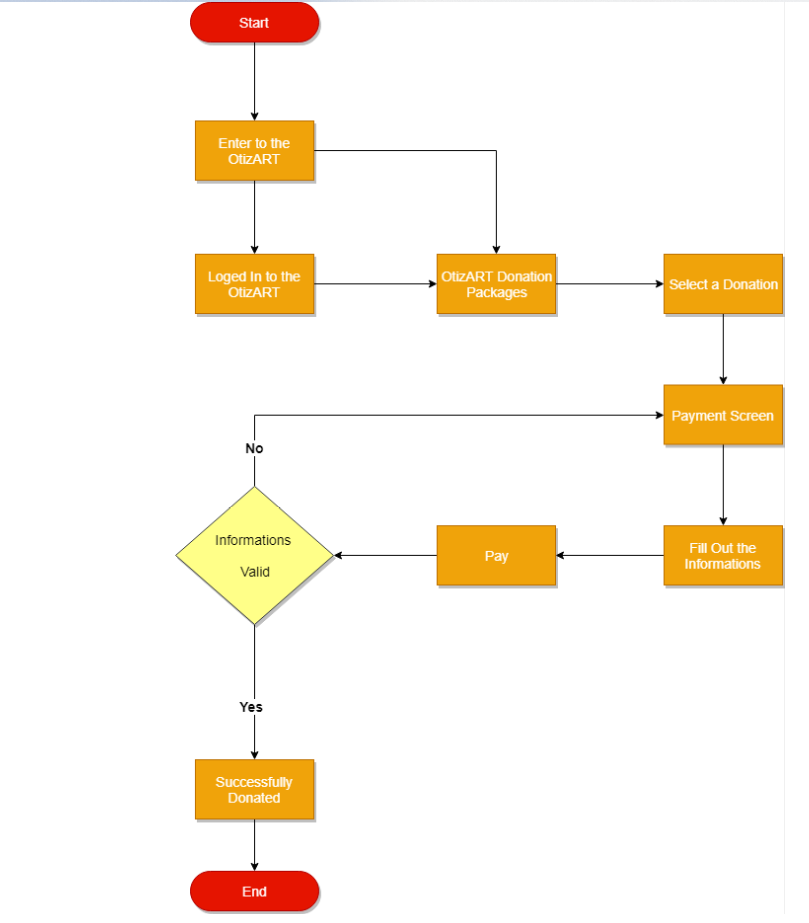 Start
Enter to the
OtizART
Loged In to the
OtizART
OtizART Donation
Packages
Select a Donation
Payment Screen
No
Informations
Valid
Pay
Fill Out the
Informations
Yes
Successfully
Donated
End